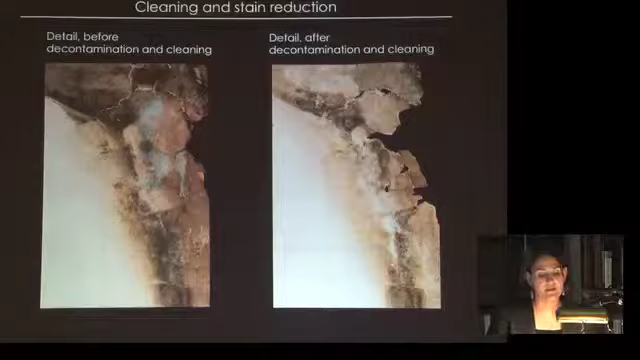 Cleaning and stain reduction
Detail, before
decontamination and cleaning
Detail, after
decontamination and cleaning